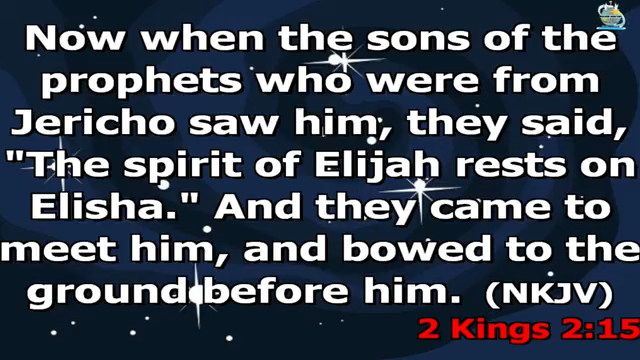 Now when the sons of the
prophets who were from
Jericho saw him, they said,
"The spirit of Elijah rests on
Elisha." And they came to
meet him, and bowed to the
ground before him. (NKJV)
2 Kings 2:15